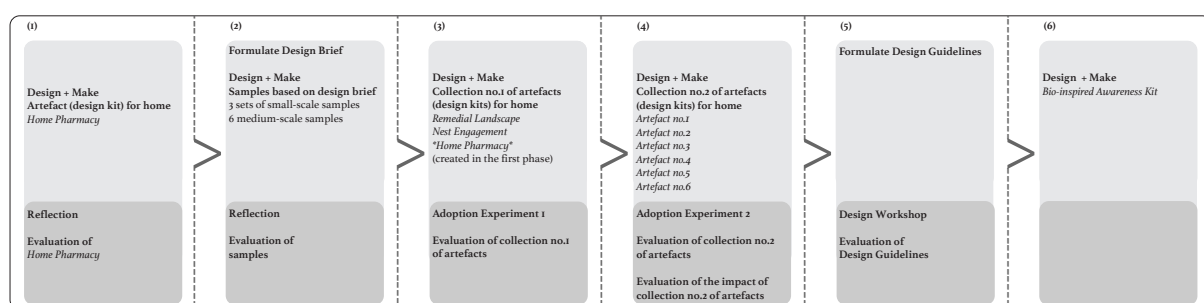 (1)
Design + Make
Artefact (design kit) for home
Home Pharmacy
Reflection
Evaluation of
Home Pharmacy
(2)
Formulate Design Brief
Design + Make
Samples based on design brief
3 sets of small-scale samples
6 medium-scale samples
Reflection
Evaluation of
samples
(3)
Design + Make
Collection no.1 of artefacts
(design kits) for home
Remedial Landscape
Nest Engagement
*Home Pharmacy*
(created in the first phase)
Adoption Experiment 1
Evaluation of collection no.1
of artefacts
(4)
Design + Make
Collection no.2 of artefacts
(design kits) for home
Artefact no.1
Artefact no.2
Artefact no.3
Artefact no.4
Artefact no.5
Artefact no.6
Adoption Experiment 2
Evaluation of collection no.2
of artefacts
Evaluation of the impact of
collection no.2 of artefacts
(5)
Formulate Design Guidelines
Design Workshop
Evaluation of
Design Guidelines
(6)
Design + Make
Bio-inspired Awareness Kit